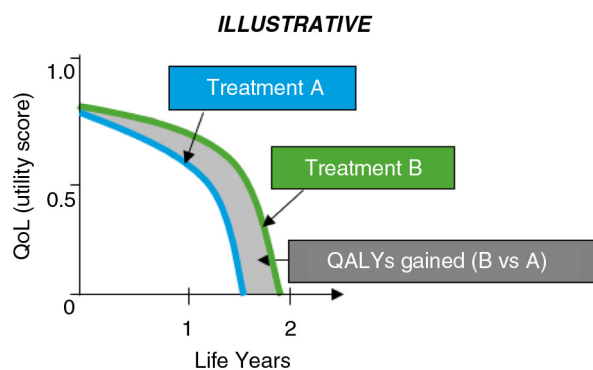 ILLUSTRATIVE
1.0
Treatment A
Treatment B
0.5
QoL (utility score)
QALYs gained (B vs A)
0
1
2
Life Years